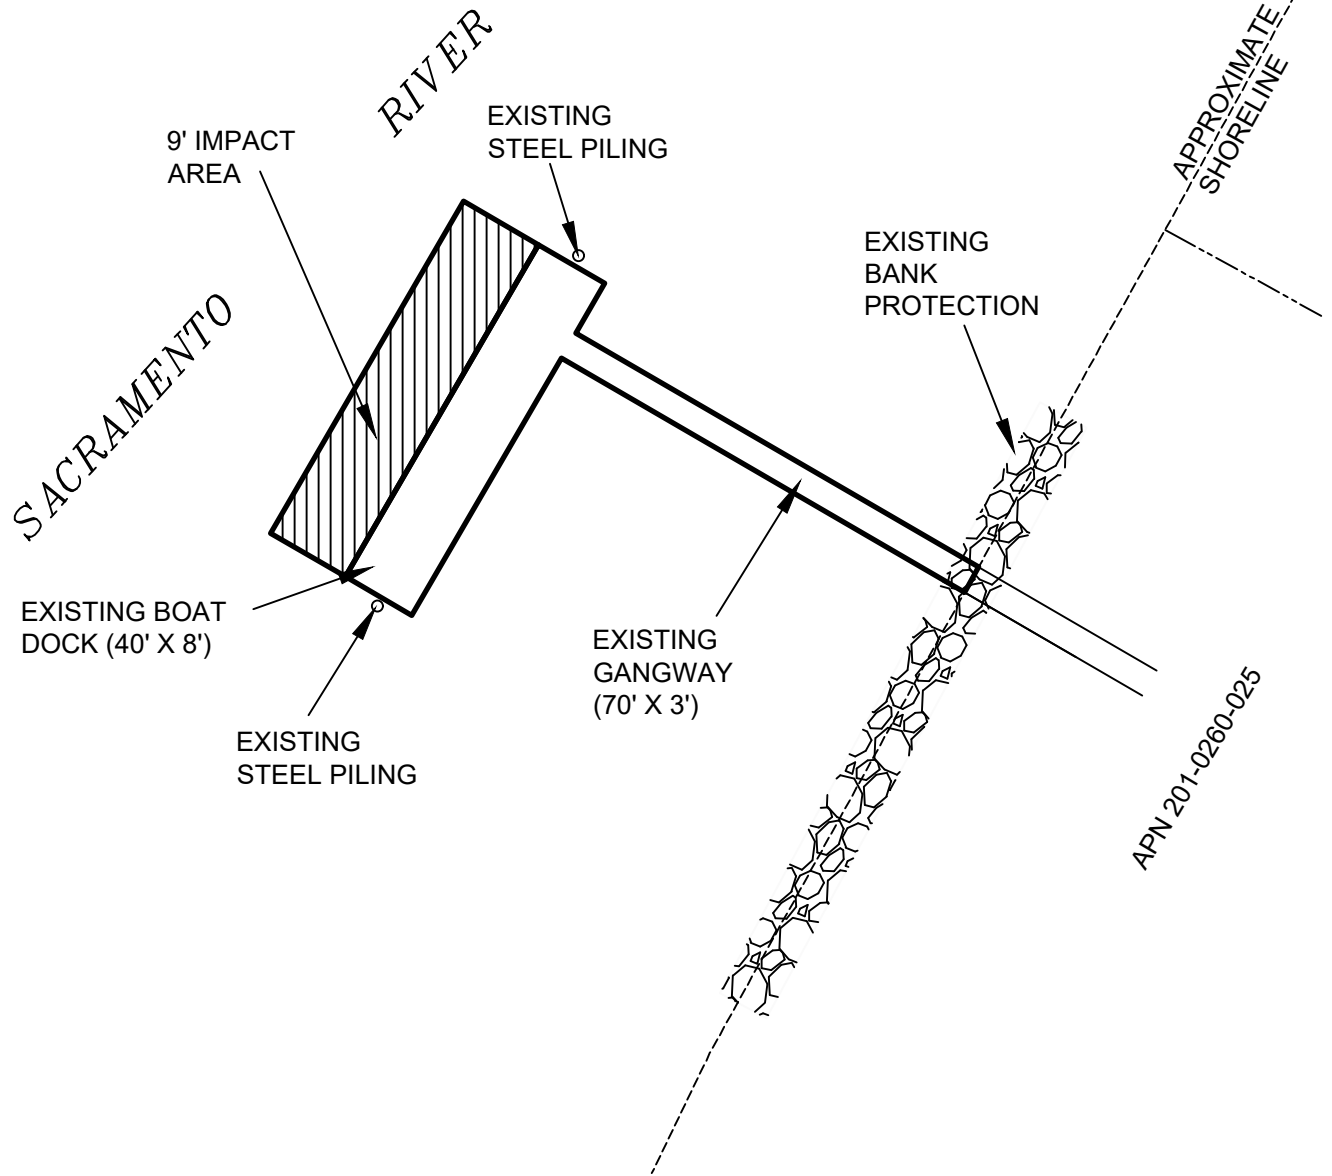 RIVER
EXISTING
STEEL PILING
9' IMPACT
AREA
APPROXIMATE
SHORELINE
EXISTING
BANK
PROTECTION
SACRAMENTO
EXISTING BOAT
DOCK (40' X 8')
EXISTING
GANGWAY
(70' X 3')
EXISTING
STEEL PILING
APN 201-0260-025